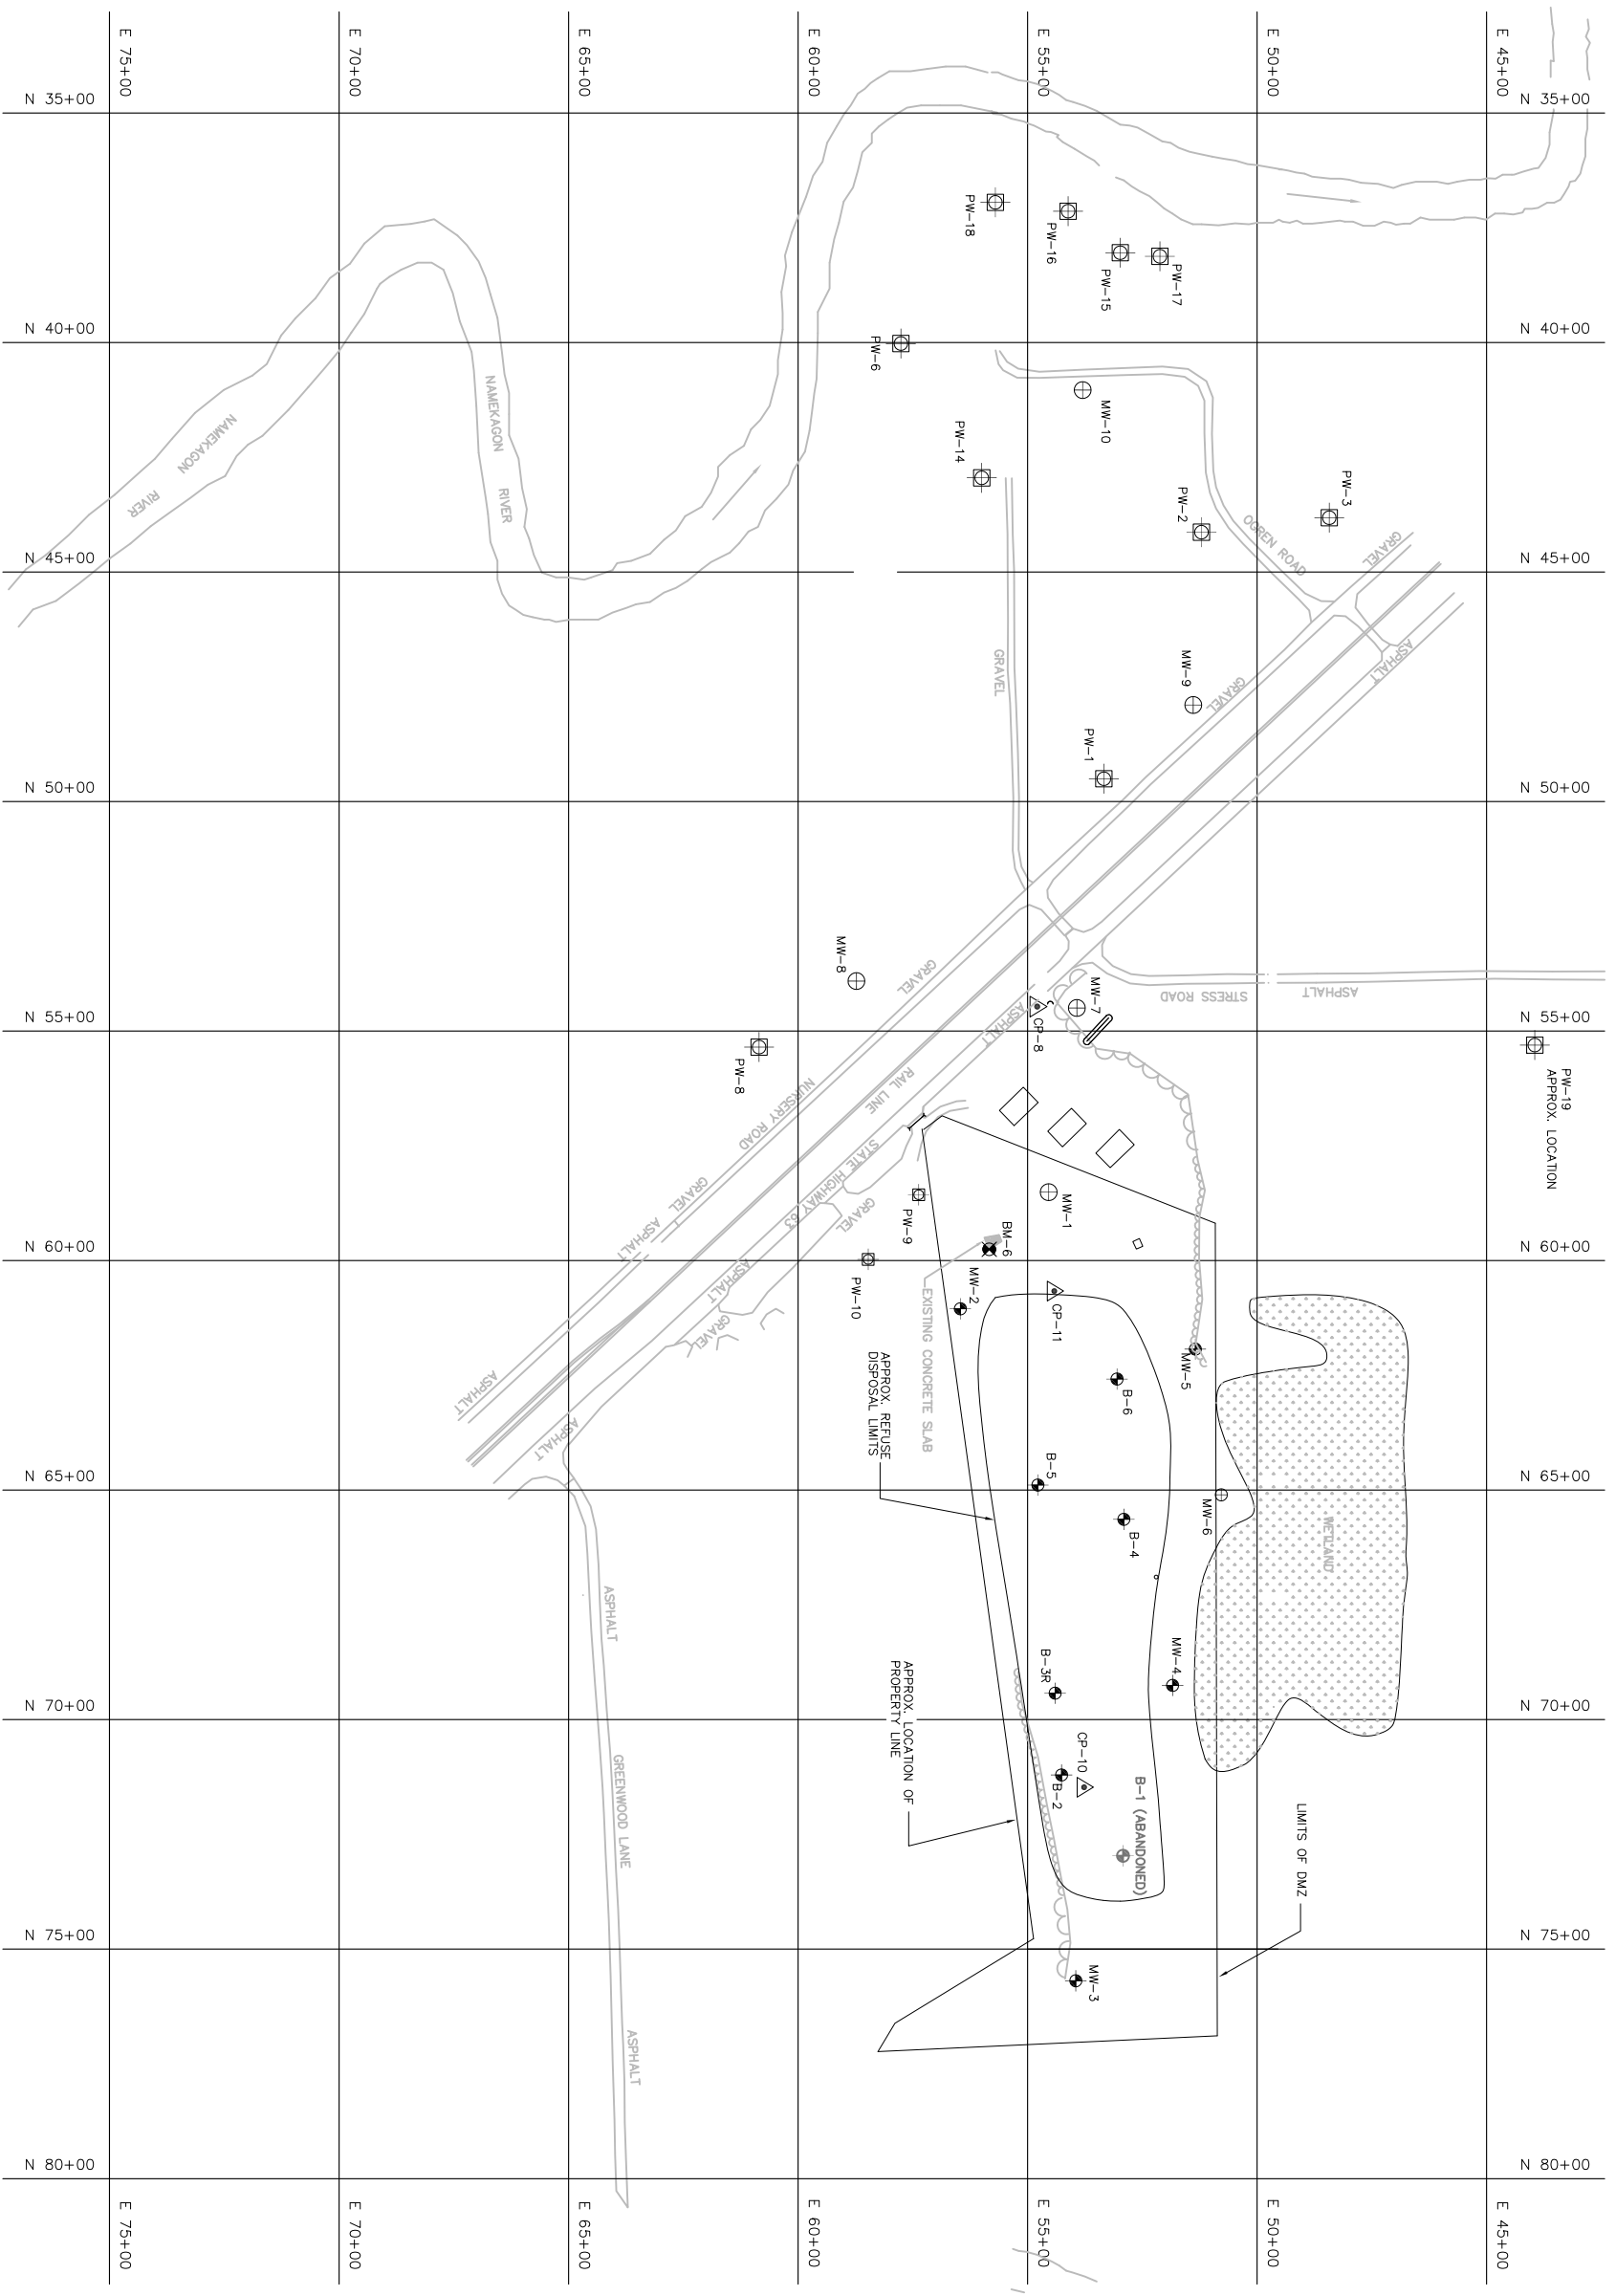 E 75+00
E 70+00
E 65+00
E 60+00
E 55+00
E 50+00
E 45+00
N 35+00
N 35+00
PW-18
PW-16
PW-15
PW-17
N 40+00
N 40+00
PW-6
MW-10
NAMEKAGON
RIVER
NAMEKAGON
RIVER
PW-14
PW-2
PW-3
OGREN ROAD
GRAVEL
N 45+00
N 45+00
ASPHALT
GRAVEL
MW-9
GRAVEL
PW-1
N 50+00
N 50+00
MW-8
GRAVEL
MW-7
STRESS ROAD
ASPHALT
CP-8
ASPHALT
N 55+00
N 55+00
PW-8
PW-19
APPROX. LOCATION
RAIL LINE
NURSERY ROAD
STATE HIGHWAY 63
GRAVEL
ASPHALT
GRAVEL
PW-9
MW-1
BM-6
N 60+00
N 60+00
PW-10
MW-2
EXISTING CONCRETE SLAB
CP-11
ASPHALT
GRAVEL
MW-5
B-6
APPROX. REFUSE
DISPOSAL LIMITS
ASPHALT
ASPHALT
B-5
N 65+00
N 65+00
B-4
MW-6
WETLAND
ASPHALT
MW-4
B-3R
N 70+00
N 70+00
APPROX. LOCATION OF
PROPERTY LINE
GREENWOOD LANE
CP-10
B-2
B-1 (ABANDONED)
LIMITS OF DMZ
N 75+00
N 75+00
MW-3
ASPHALT
N 80+00
N 80+00
E 75+00
E 70+00
E 65+00
E 60+00
E 55+00
E 50+00
E 45+00